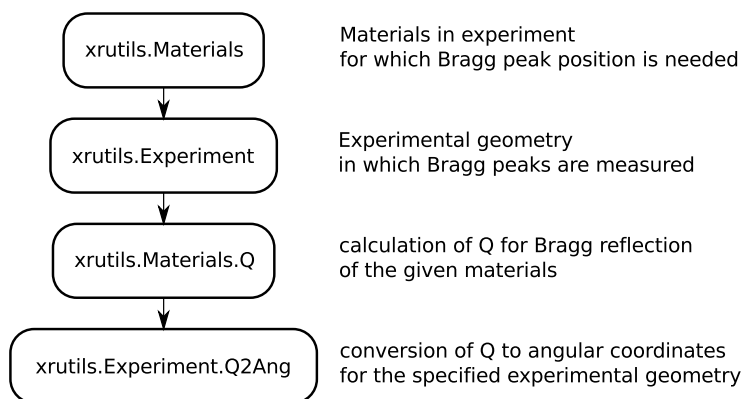 xrutils.Materials
Materials in experiment
for which Bragg peak position is needed
xrutils.Experiment
Experimental geometry
in which Bragg peaks are measured
xrutils.Materials.Q
calculation of Q for Bragg reflection
of the given materials
xrutils.Experiment.Q2Ang
conversion of Q to angular coordinates
for the specified experimental geometry